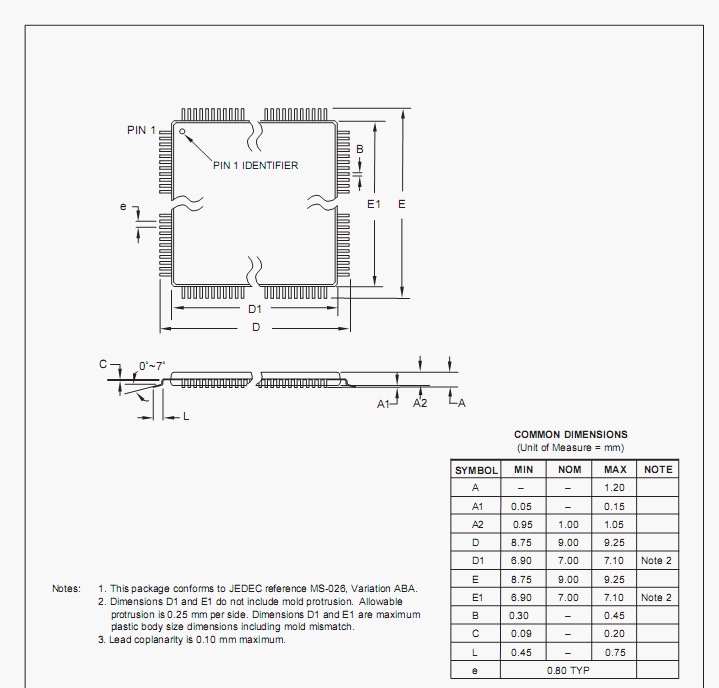 PIN 1
PIN 1 IDENTIFIER
B
e
E1
E
D1
D
C
0°~7°
L
A1
A2
A
COMMON DIMENSIONS
(Unit of Measure = mm)
SYMBOL MIN NOM MAX NOTE
A – – 1.20
A1 0.05 – 0.15
A2 0.95 1.00 1.05
D 8.75 9.00 9.25
D1 6.90 7.00 7.10 Note 2
E 8.75 9.00 9.25
E1 6.90 7.00 7.10 Note 2
B 0.30 – 0.45
C 0.09 – 0.20
L 0.45 – 0.75
e 0.80 TYP
Notes: 1. This package conforms to JEDEC reference MS-026, Variation ABA.
2. Dimensions D1 and E1 do not include mold protrusion. Allowable
protrusion is 0.25 mm per side. Dimensions D1 and E1 are maximum
plastic body size dimensions including mold mismatch.
3. Lead coplanarity is 0.10 mm maximum.